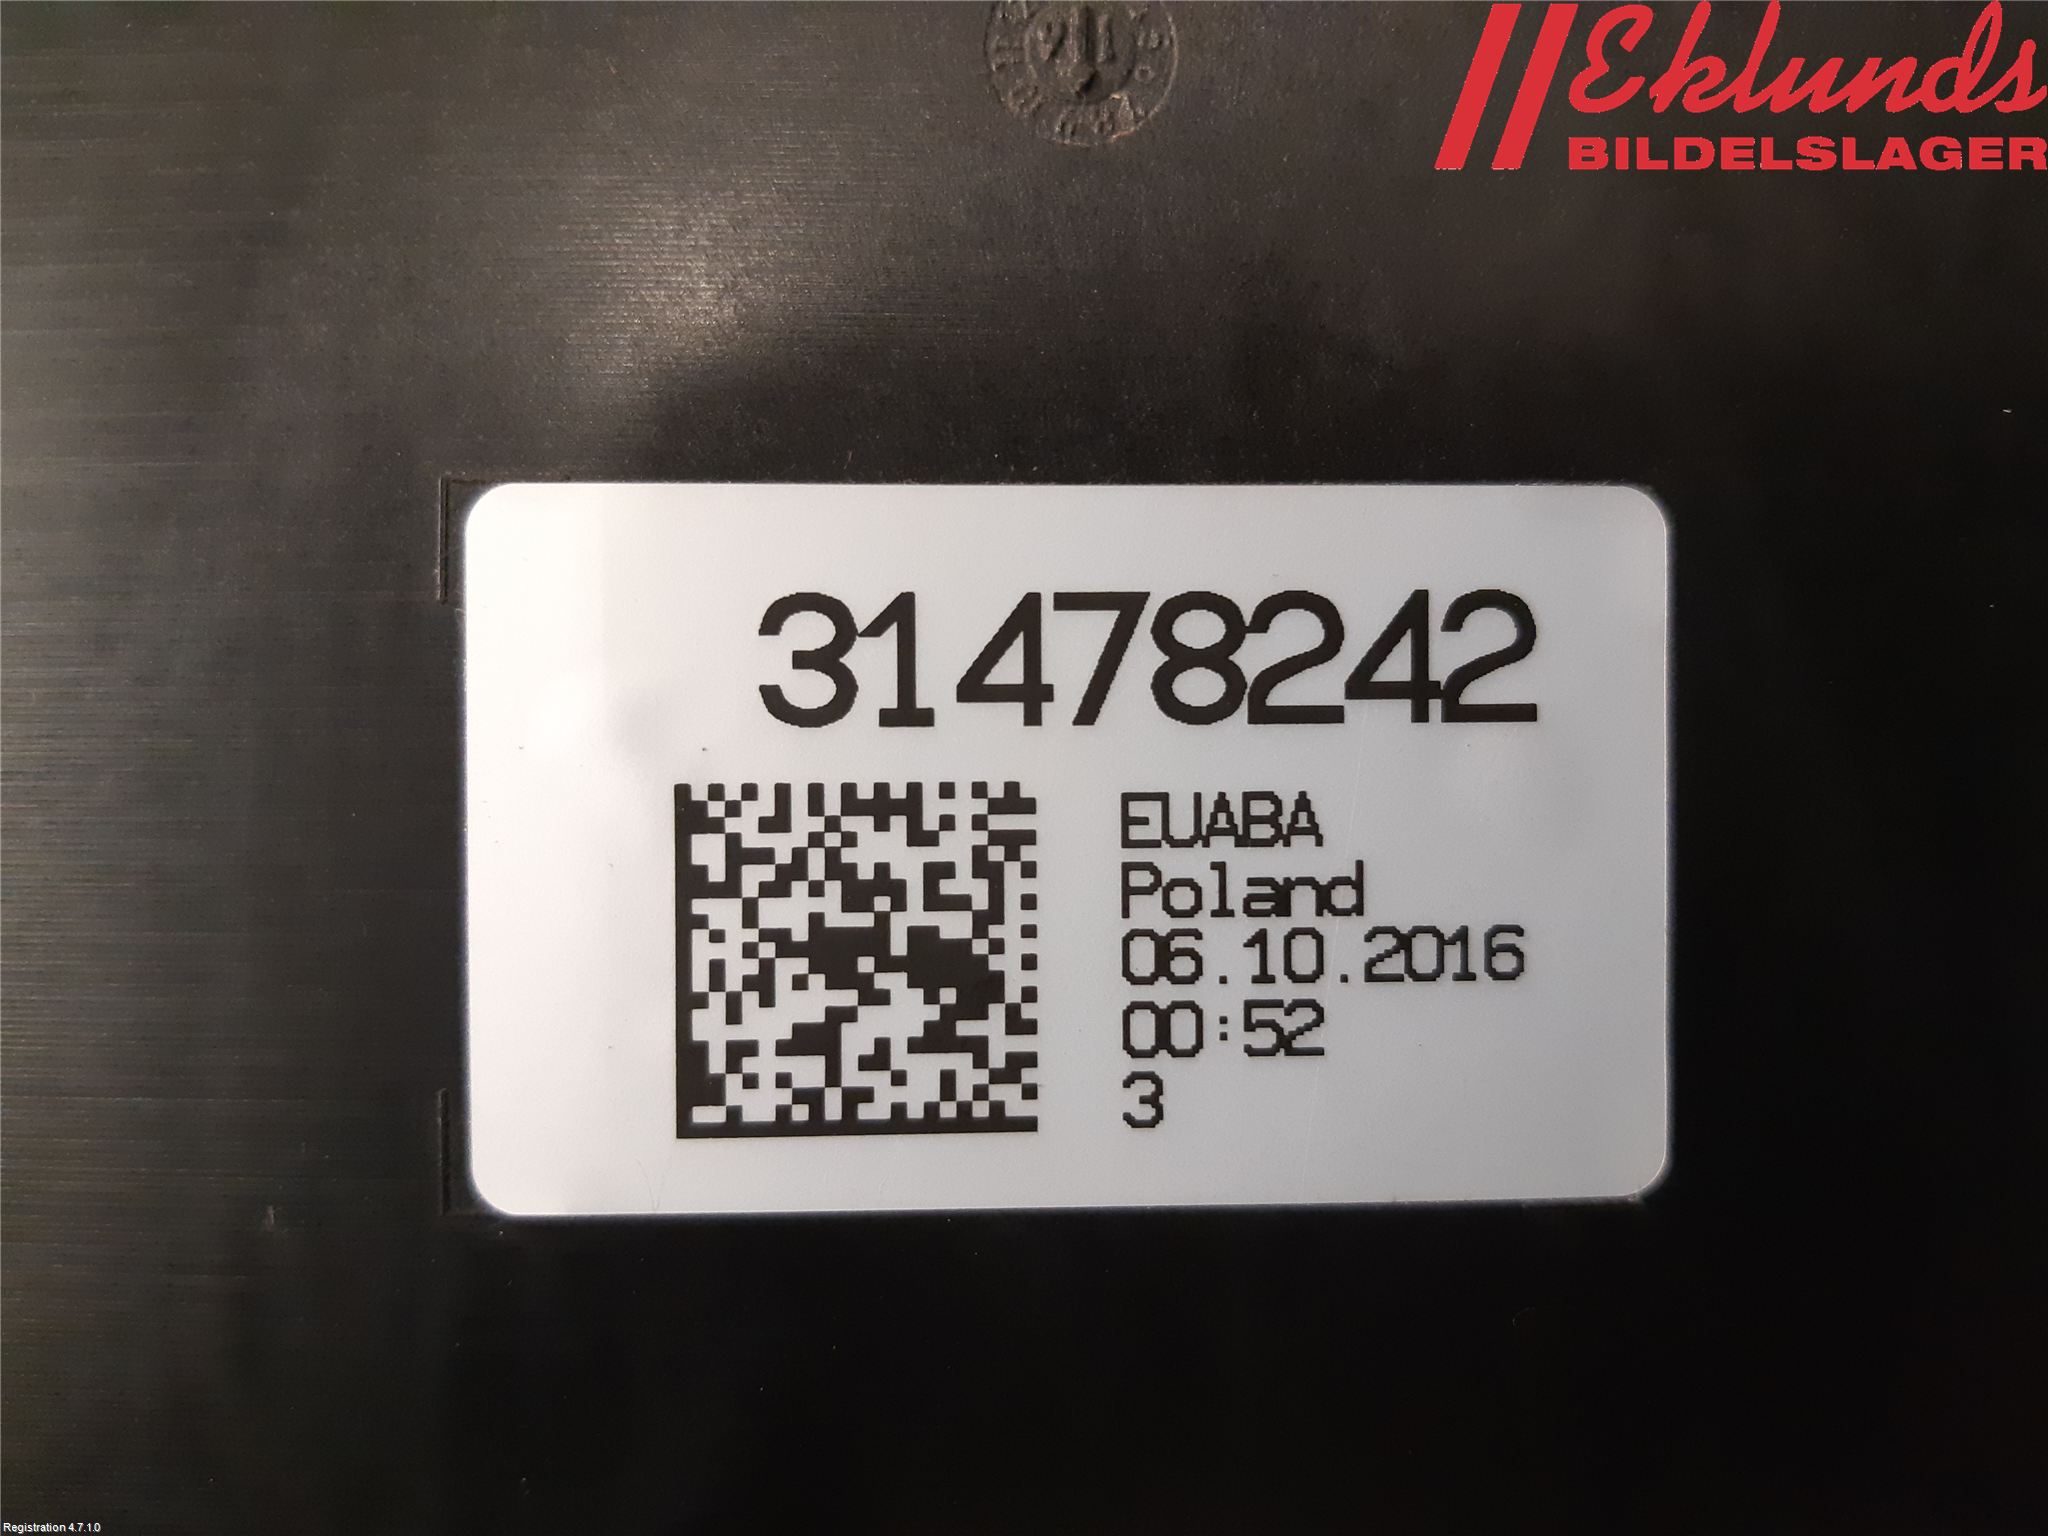 Eklunds
BILDELSLAGER
31478242
EUABA
Poland
06.10.2016
00:52
3
Registration 4.7.1.0